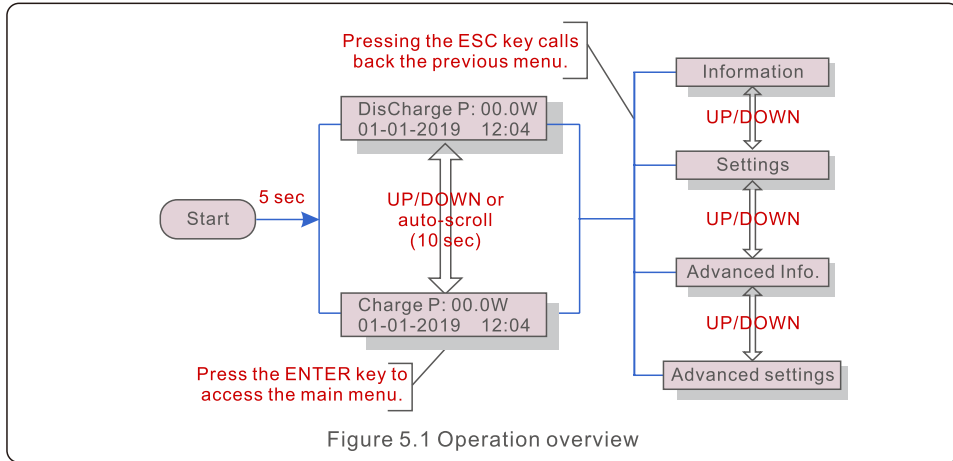 Pressing the ESC key calls
back the previous menu.
Information
DisCharge P: 00.0W
01-01-2019 12:04
UP/DOWN
Settings
5 sec
Start
UP/DOWN or
auto-scroll
(10 sec)
UP/DOWN
Advanced Info.
Charge P: 00.0W
01-01-2019 12:04
UP/DOWN
Press the ENTER key to
access the main menu.
Advanced settings
Figure 5.1 Operation overview